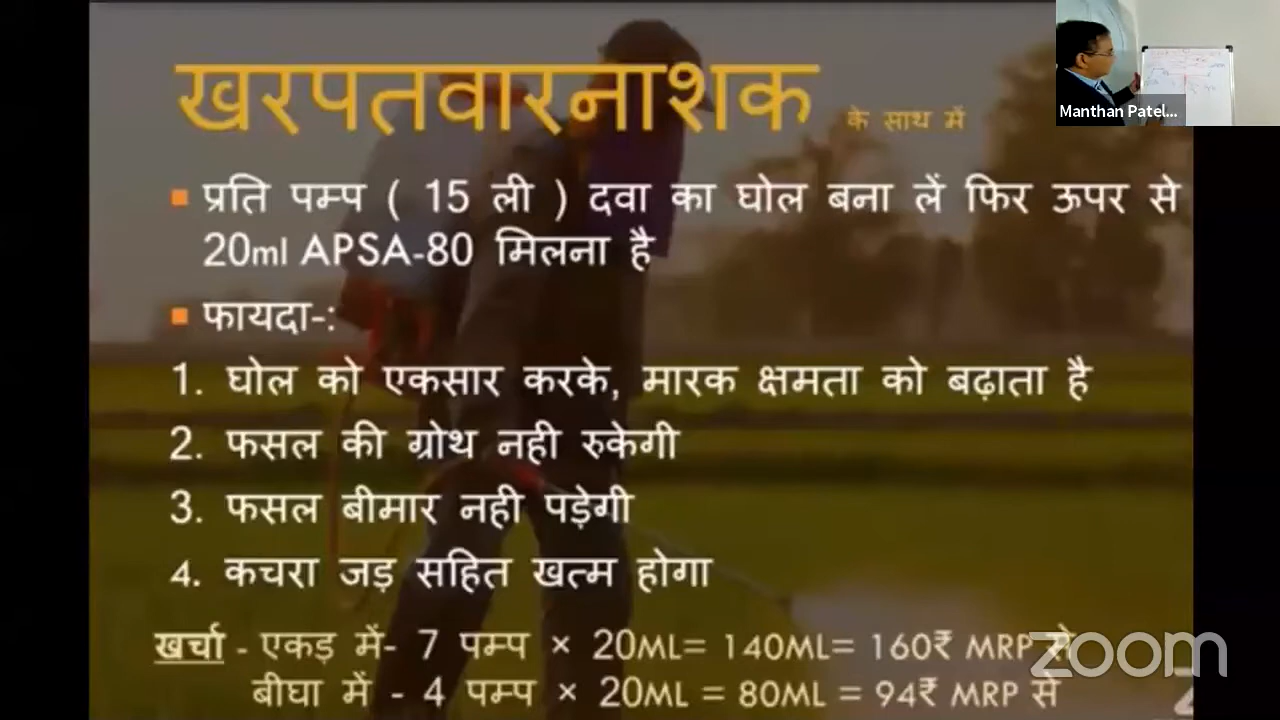 खरपतवारनाशक के साथ में
▪ प्रति पम्प ( 15 ली ) दवा का घोल बना लें फिर ऊपर से
20ml APSA-80 मिलना है
▪ फायदा-:
1. घोल को एकसार करके, मारक क्षमता को बढ़ाता है
2. फसल की ग्रोथ नही रुकेगी
3. फसल बीमार नही पड़ेगी
4. कचरा जड़ सहित खत्म होगा
खर्चा - एकड़ में- 7 पम्प × 20ML= 140ML= 160₹ MRP से
बीघा में - 4 पम्प × 20ML = 80ML = 94₹ MRP से
Manthan Patel...
zoom